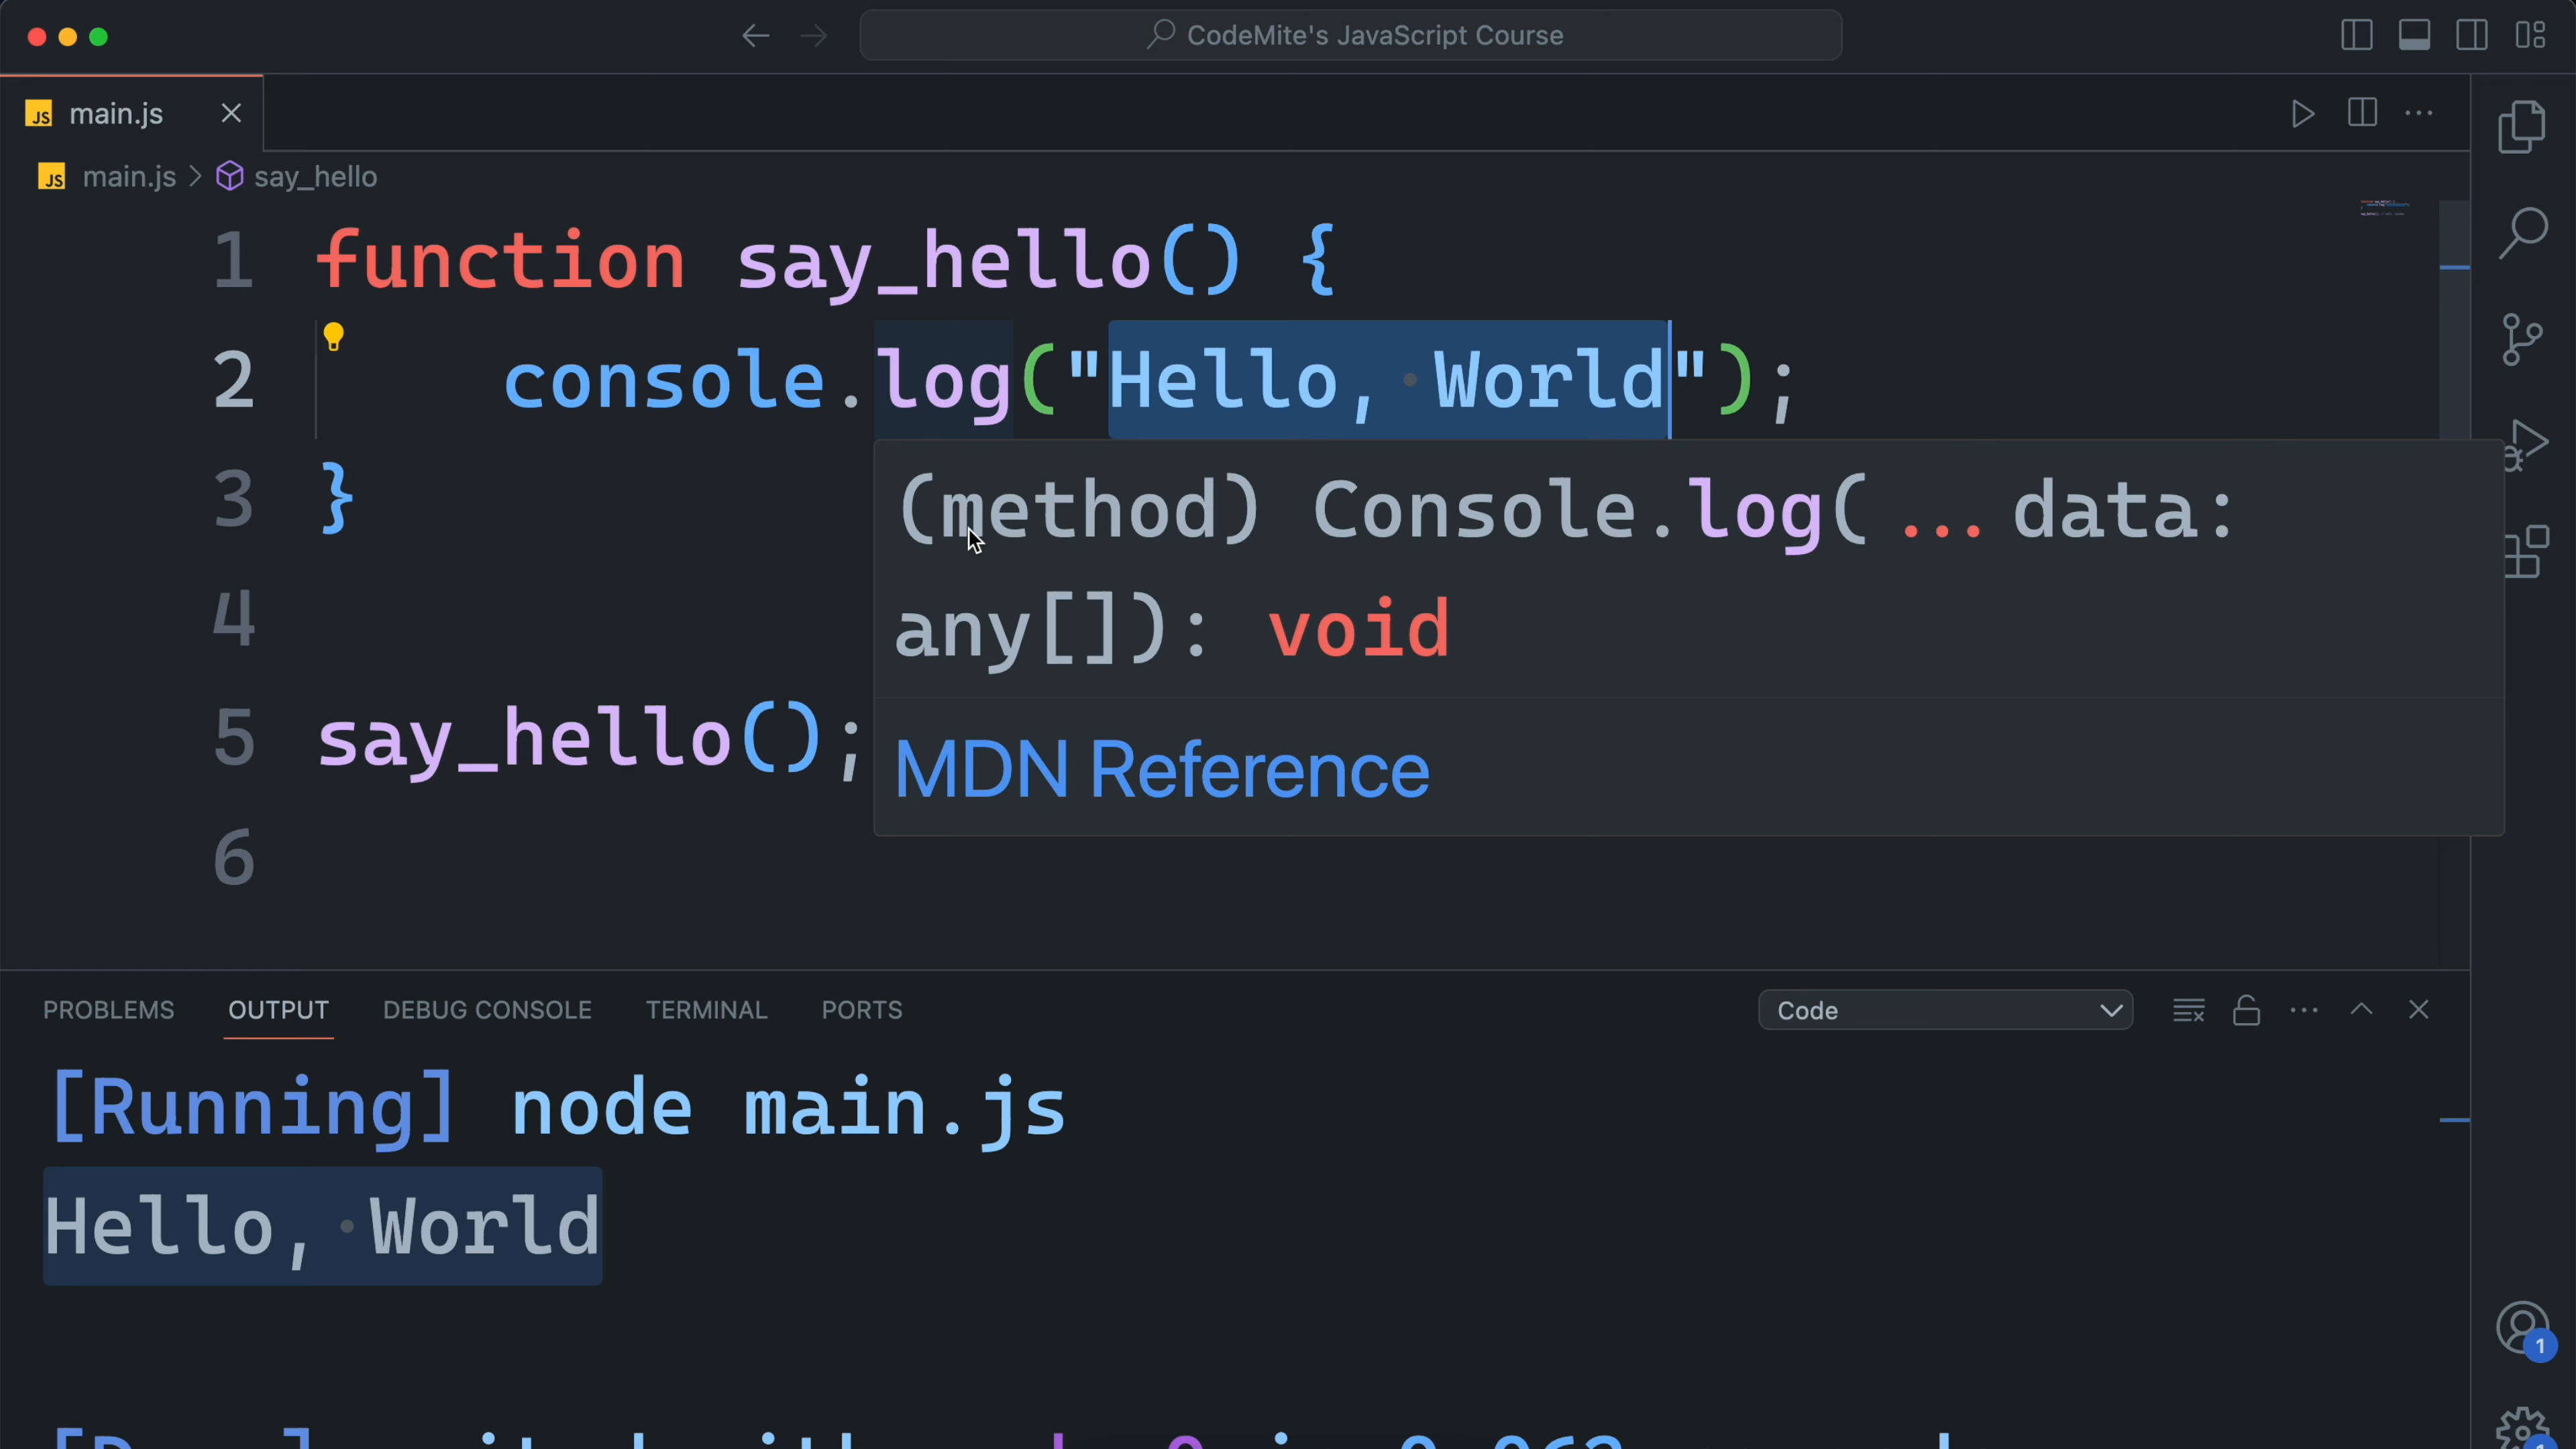 CodeMite's JavaScript Course
JS main.js
JS main.js > say_hello
1 function say_hello() {
2 console.log("Hello, World");
3 }
4
5 say_hello();
6
(method) Console.log(...data:
any[]): void
MDN Reference
PROBLEMS OUTPUT DEBUG CONSOLE TERMINAL PORTS Code
[Running] node main.js
Hello, World
1